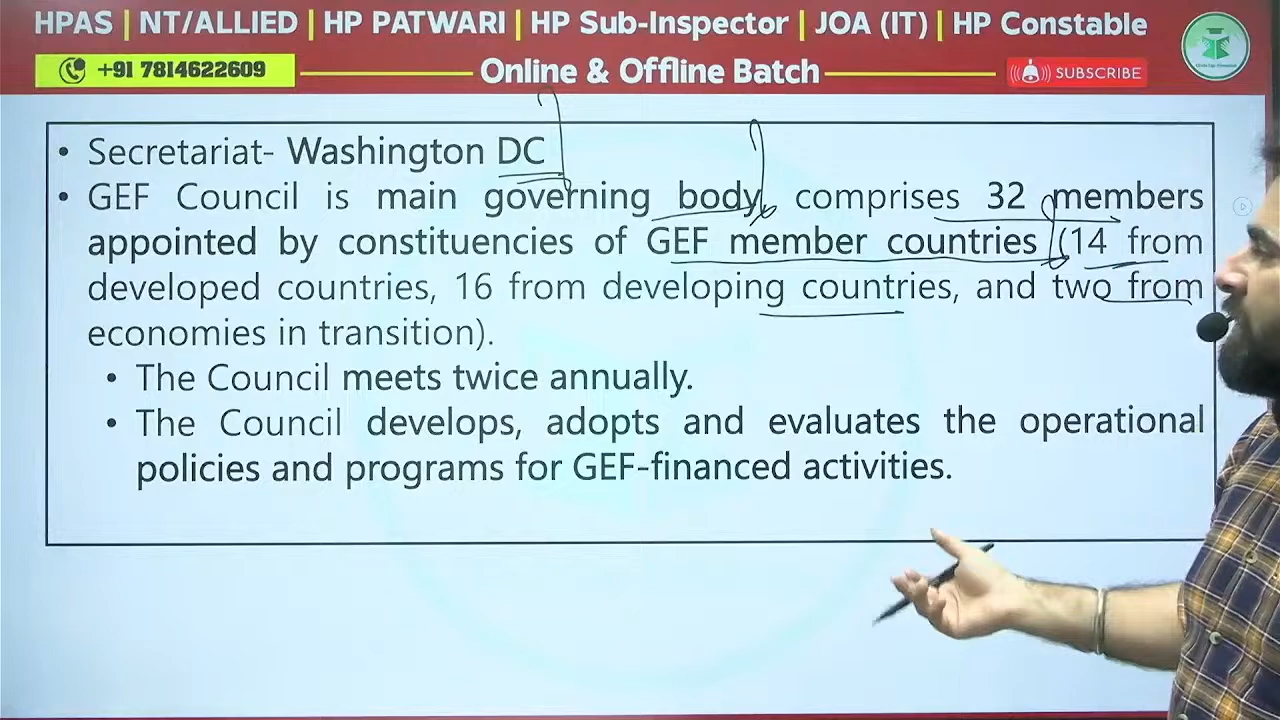 HPAS | NT/ALLIED | HP PATWARI | HP Sub-Inspector | JOA (IT) | HP Constable
+91 7814622609 Online & Offline Batch SUBSCRIBE
• Secretariat- Washington DC
• GEF Council is main governing body, comprises 32 members
appointed by constituencies of GEF member countries (14 from
developed countries, 16 from developing countries, and two from
economies in transition).
• The Council meets twice annually.
• The Council develops, adopts and evaluates the operational
policies and programs for GEF-financed activities.